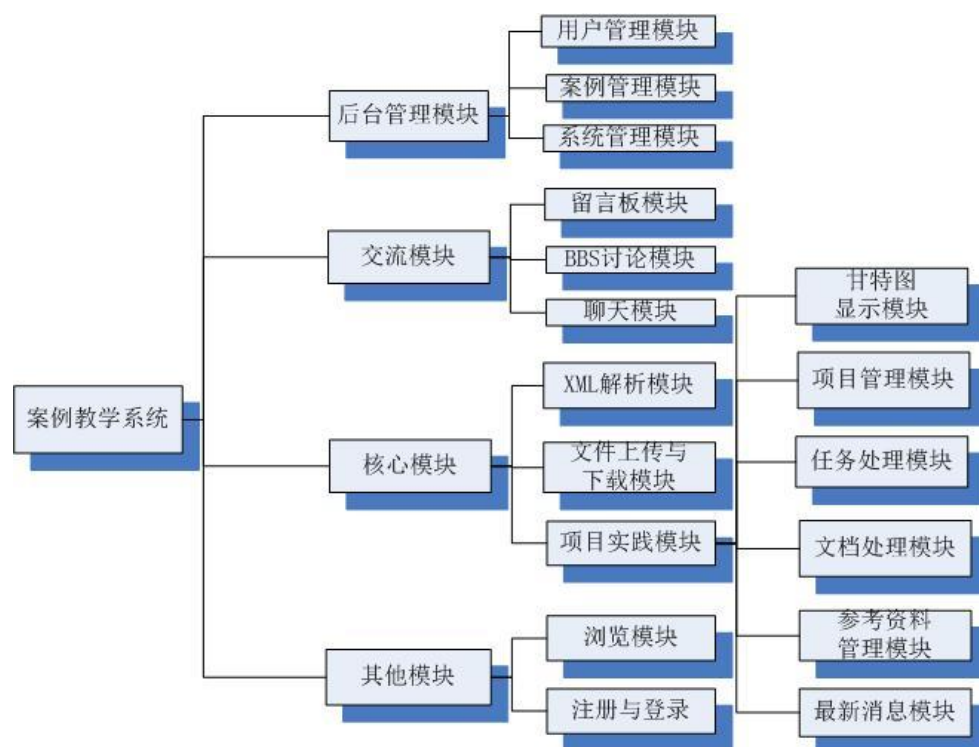 案例教学系统
后台管理模块
用户管理模块
案例管理模块
系统管理模块
交流模块
留言板模块
BBS讨论模块
聊天模块
核心模块
XML解析模块
文件上传与
下载模块
项目实践模块
甘特图
显示模块
项目管理模块
任务处理模块
文档处理模块
参考资料
管理模块
最新消息模块
其他模块
浏览模块
注册与登录